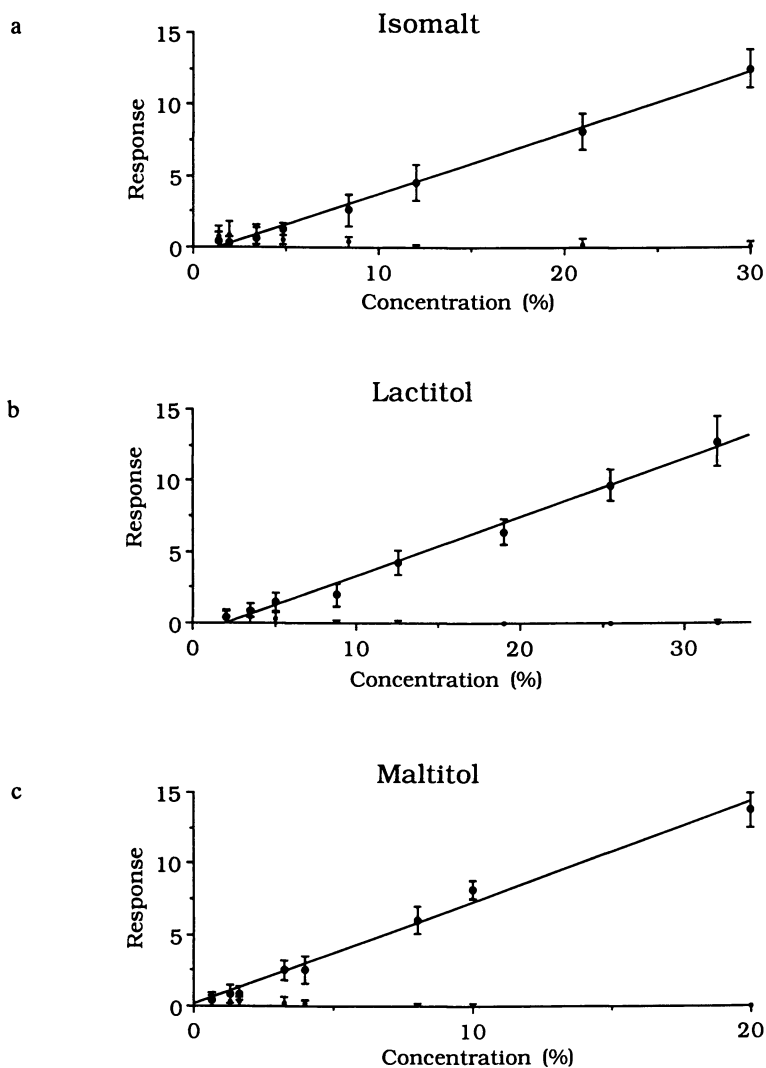 a
Isomalt
15
10
5
0
Response
0 10 20 30
Concentration (%)
b
Lactitol
15
10
5
0
Response
0 10 20 30
Concentration (%)
c
Maltitol
15
10
5
0
Response
0 10 20
Concentration (%)